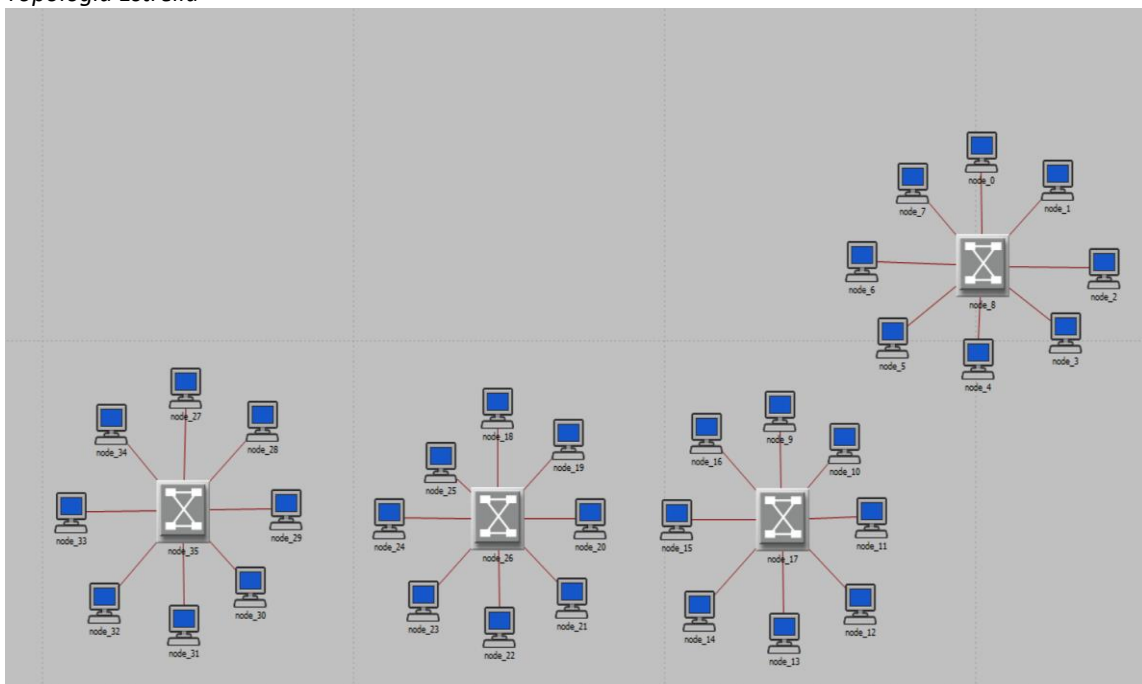 Topología Estrella
node_0
node_7
node_1
node_6
node_8
node_2
node_5
node_4
node_3
node_27
node_34
node_28
node_33
node_35
node_29
node_32
node_31
node_30
node_18
node_25
node_19
node_24
node_26
node_20
node_23
node_22
node_21
node_9
node_16
node_10
node_15
node_17
node_11
node_14
node_13
node_12